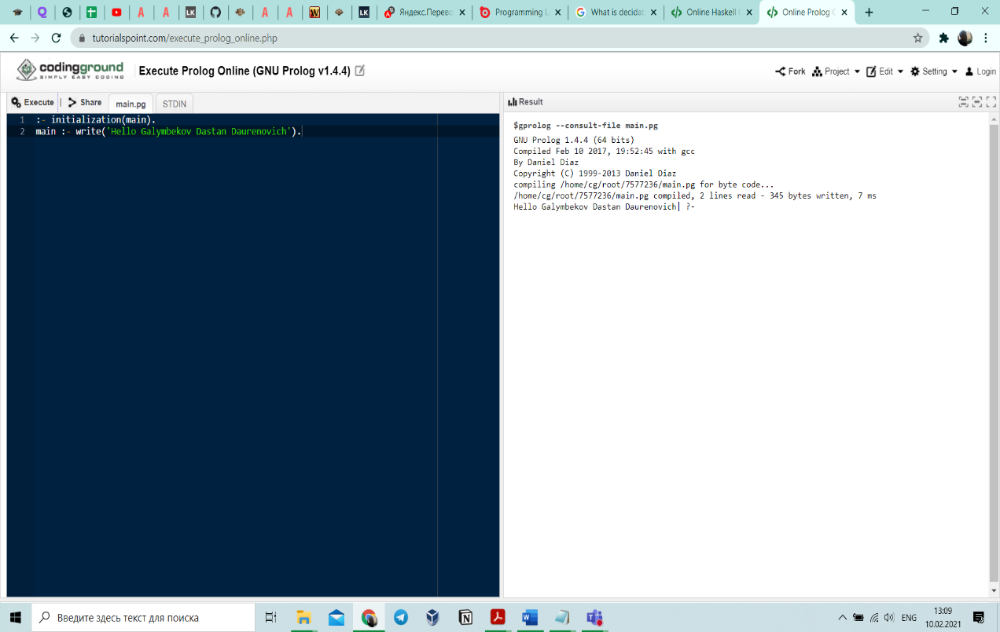 Яндекс.Перево
Programming L
What is decidab
Online Haskell
Online Prolog
tutorialspoint.com/execute_prolog_online.php
codingground
SIMPLY EASY CODING
Execute Prolog Online (GNU Prolog v1.4.4)
Fork Project Edit Setting Login
Execute | Share main.pg STDIN
Result
1 :- initialization(main).
2 main :- write('Hello Galymbekov Dastan Daurenovich').
$gprolog --consult-file main.pg
GNU Prolog 1.4.4 (64 bits)
Compiled Feb 10 2017, 19:52:45 with gcc
By Daniel Diaz
Copyright (C) 1999-2013 Daniel Diaz
compiling /home/cg/root/7577236/main.pg for byte code...
/home/cg/root/7577236/main.pg compiled, 2 lines read - 345 bytes written, 7 ms
Hello Galymbekov Dastan Daurenovich| ?-
Введите здесь текст для поиска
ENG
13:09
10.02.2021